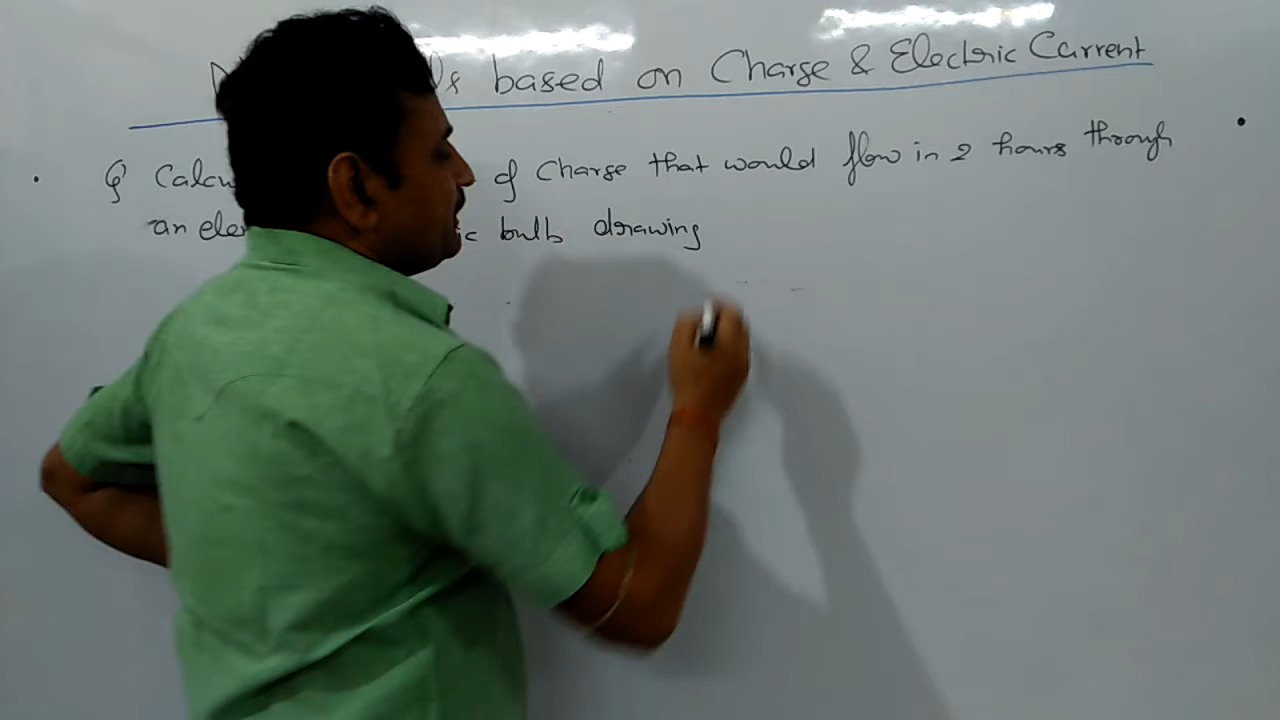 based on Charge & Electric Current
Q Calcu of Charge that would flow in 2 hours through
an ele ic bulb drawing